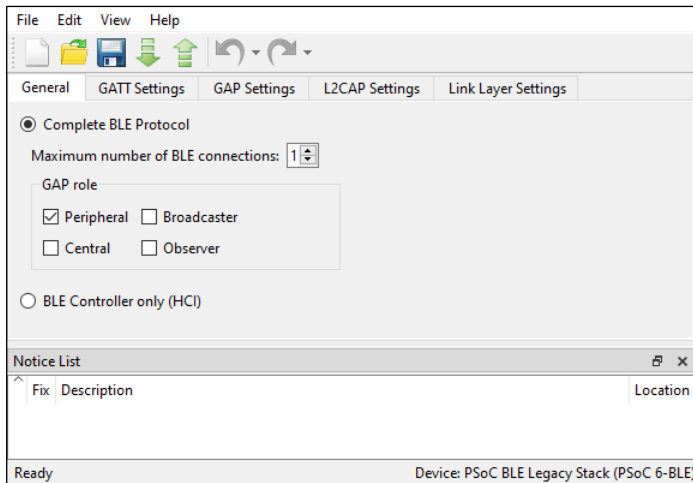 File Edit View Help
General GATT Settings GAP Settings L2CAP Settings Link Layer Settings
Complete BLE Protocol
Maximum number of BLE connections: 1
GAP role
Peripheral Broadcaster
Central Observer
BLE Controller only (HCI)
Notice List
Fix Description Location
Ready Device: PSoC BLE Legacy Stack (PSoC 6-BLE)